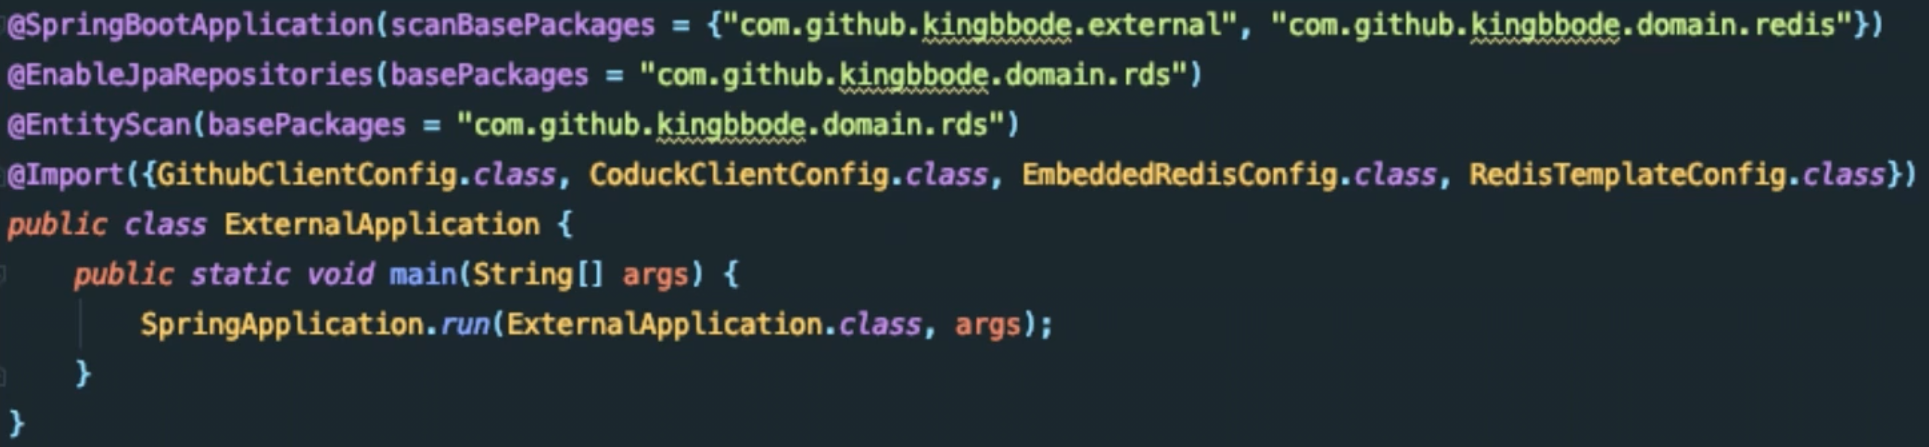 @SpringBootApplication(scanBasePackages = {"com.github.kingbbode.external", "com.github.kingbbode.domain.redis"})
@EnableJpaRepositories(basePackages = "com.github.kingbbode.domain.rds")
@EntityScan(basePackages = "com.github.kingbbode.domain.rds")
@Import({GithubClientConfig.class, CoduckClientConfig.class, EmbeddedRedisConfig.class, RedisTemplateConfig.class})
public class ExternalApplication {
    public static void main(String[] args) {
        SpringApplication.run(ExternalApplication.class, args);
    }
}